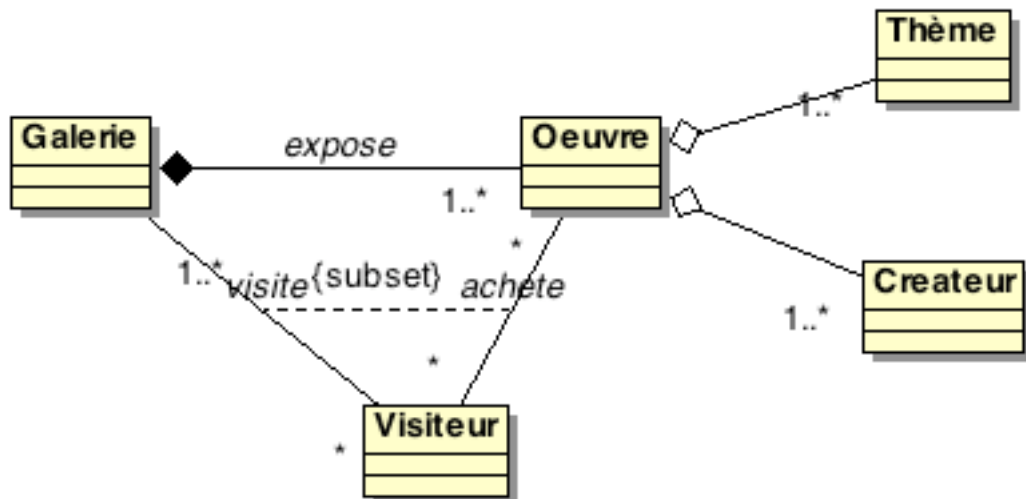 Thème
1..*
Galerie
expose
Oeuvre
1..*
*
1..*
visite
{subset}
achete
Createur
1..*
*
Visiteur
*